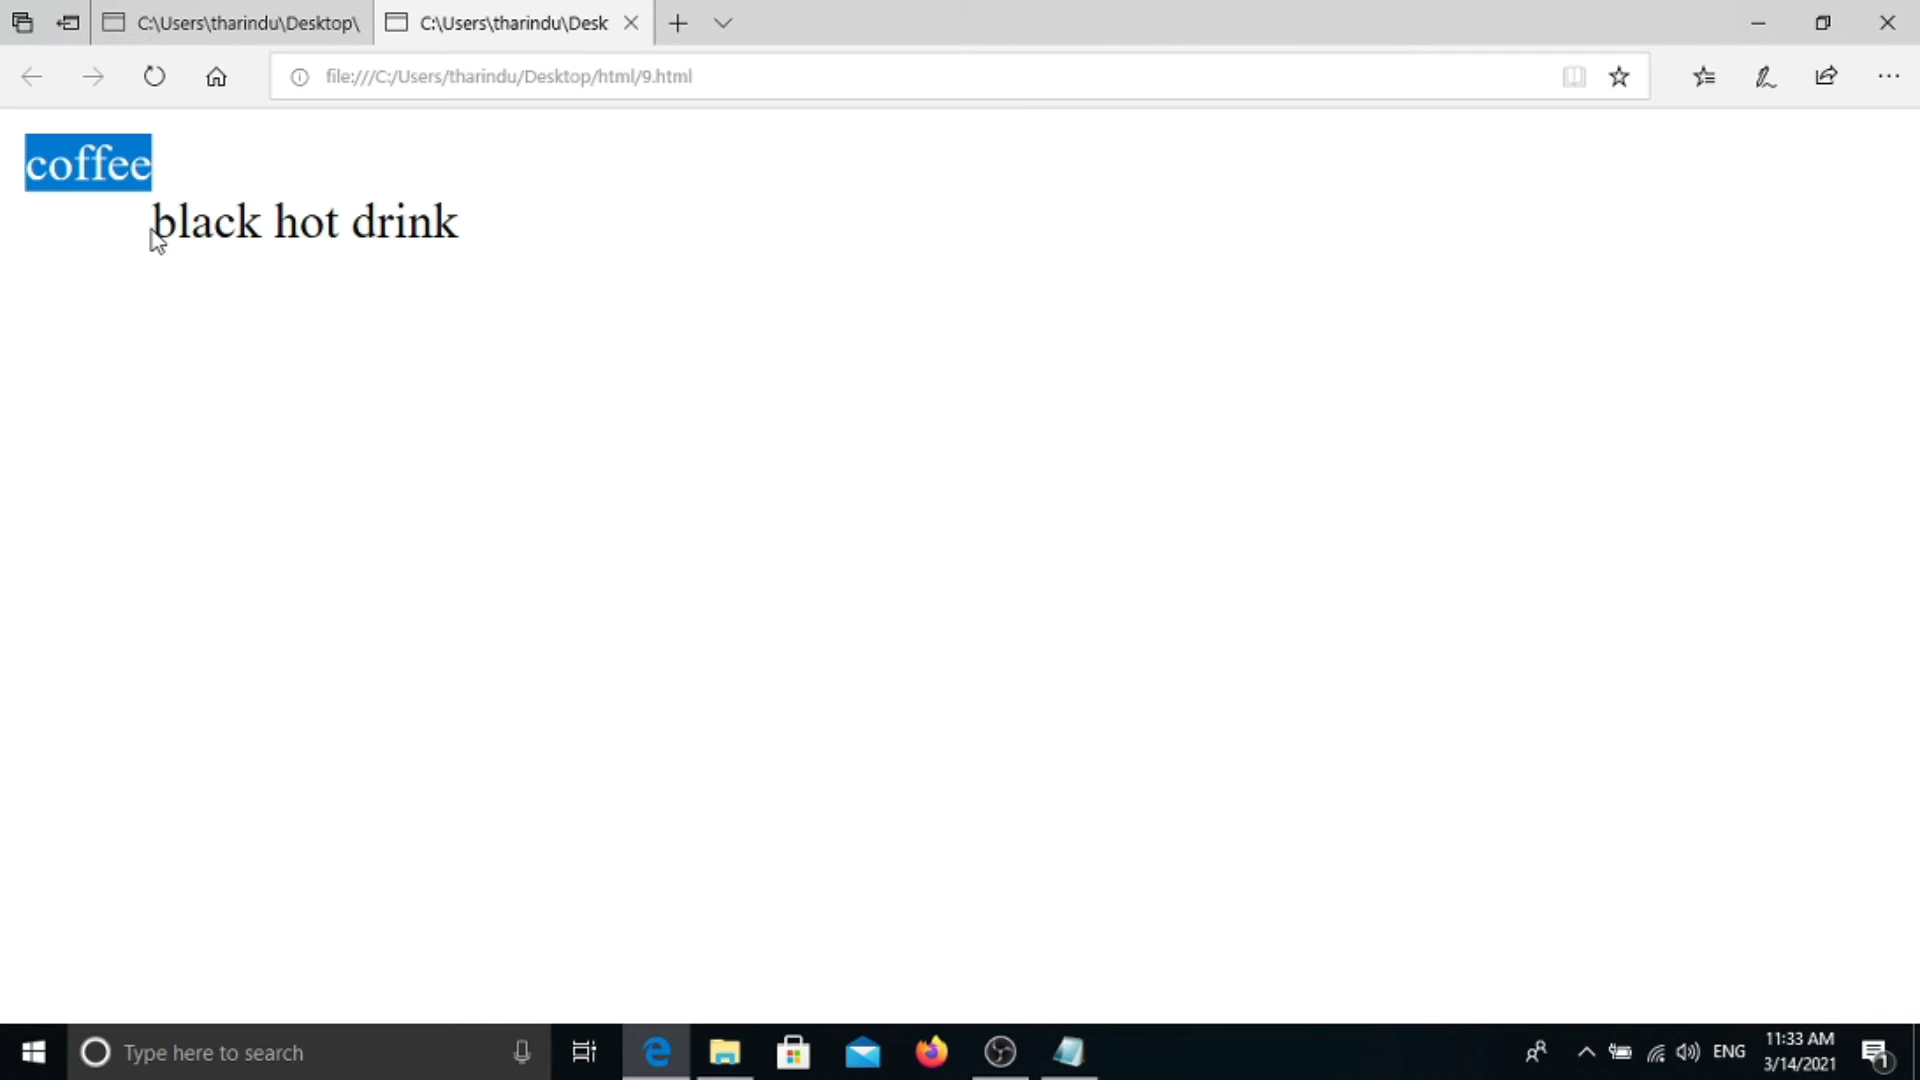 C:\Users\tharindu\Desktop\
C:\Users\tharindu\Desk
file:///C:/Users/tharindu/Desktop/html/9.html
coffee
black hot drink
Type here to search
ENG
11:33 AM
3/14/2021
1